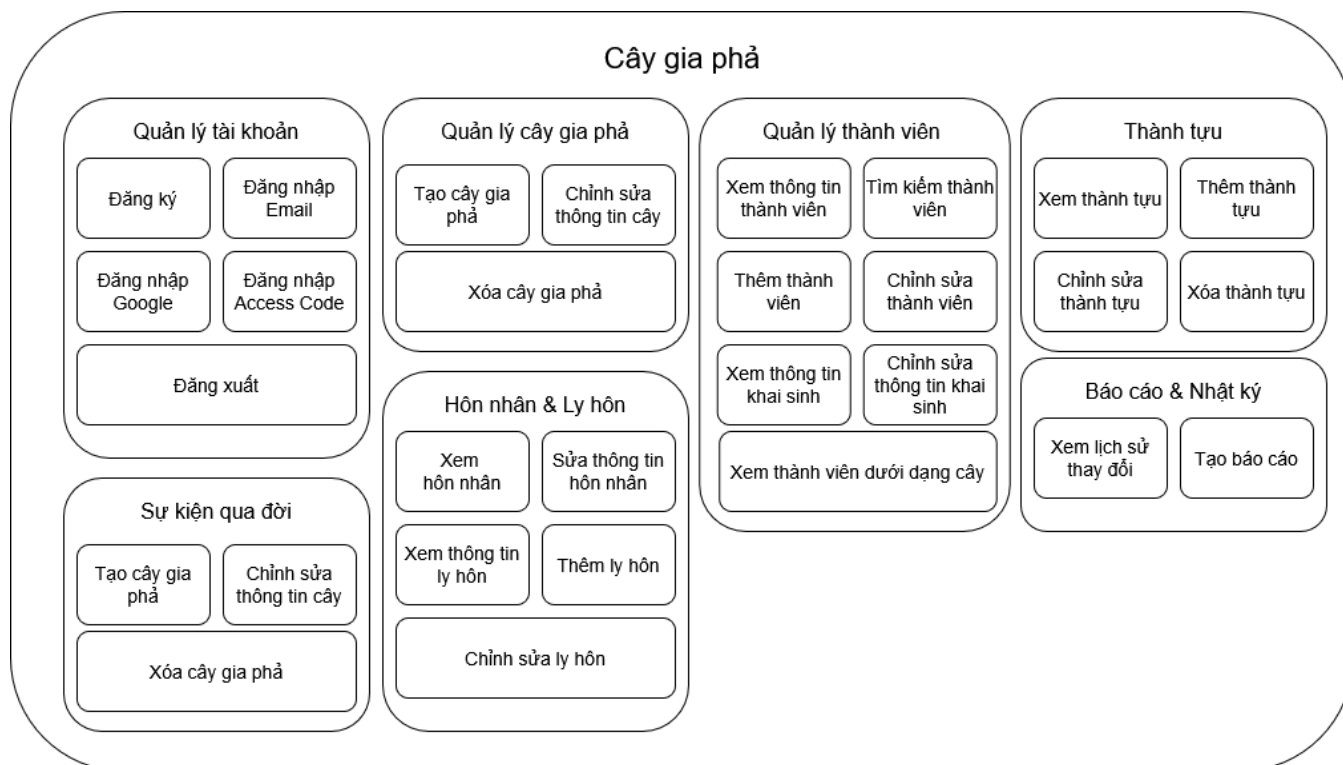 Cây gia phả
Quản lý tài khoản
Đăng ký
Đăng nhập
Email
Đăng nhập
Google
Đăng nhập
Access Code
Đăng xuất
Sự kiện qua đời
Tạo cây gia
phả
Chỉnh sửa
thông tin cây
Xóa cây gia phả
Quản lý cây gia phả
Tạo cây gia
phả
Chỉnh sửa
thông tin cây
Xóa cây gia phả
Hôn nhân & Ly hôn
Xem
hôn nhân
Sửa thông tin
hôn nhân
Xem thông tin
ly hôn
Thêm ly hôn
Chỉnh sửa ly hôn
Quản lý thành viên
Xem thông tin
thành viên
Tìm kiếm thành
viên
Thêm thành
viên
Chỉnh sửa
thành viên
Xem thông tin
khai sinh
Chỉnh sửa
thông tin khai
sinh
Xem thành viên dưới dạng cây
Thành tựu
Xem thành tựu
Thêm thành
tựu
Chỉnh sửa
thành tựu
Xóa thành tựu
Báo cáo & Nhật ký
Xem lịch sử
thay đổi
Tạo báo cáo